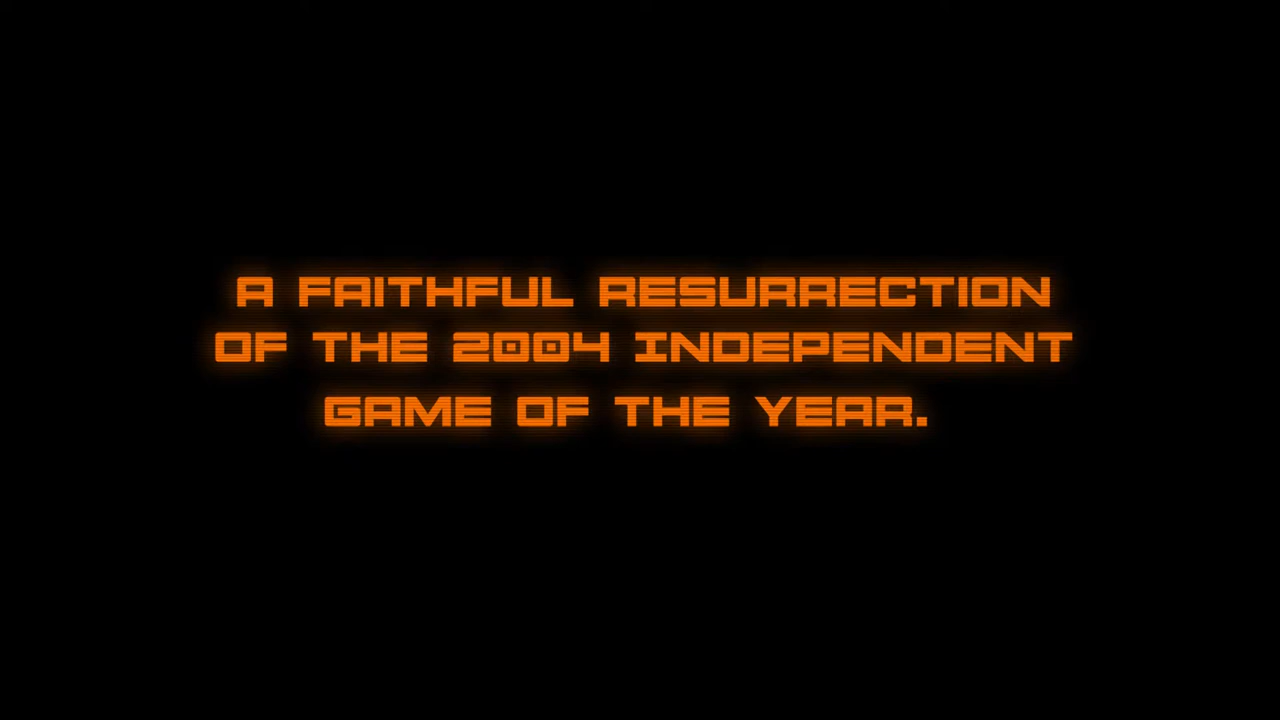 A FAITHFUL RESURRECTION
OF THE 2004 INDEPENDENT
GAME OF THE YEAR.